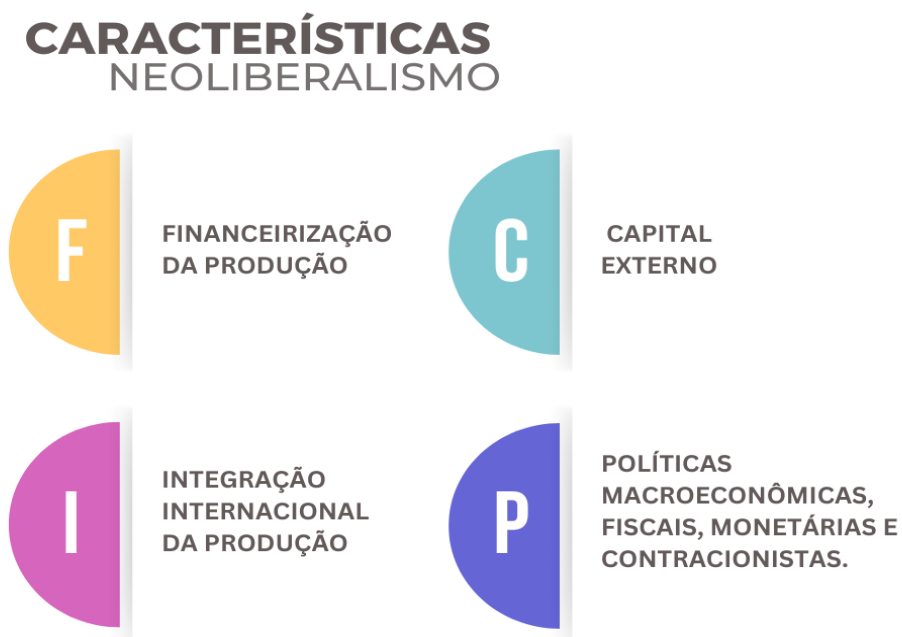 CARACTERÍSTICAS
NEOLIBERALISMO
F
FINANCEIRIZAÇÃO
DA PRODUÇÃO
C
CAPITAL
EXTERNO
I
INTEGRAÇÃO
INTERNACIONAL
DA PRODUÇÃO
P
POLÍTICAS
MACROECONÔMICAS,
FISCAIS, MONETÁRIAS E
CONTRACIONISTAS.